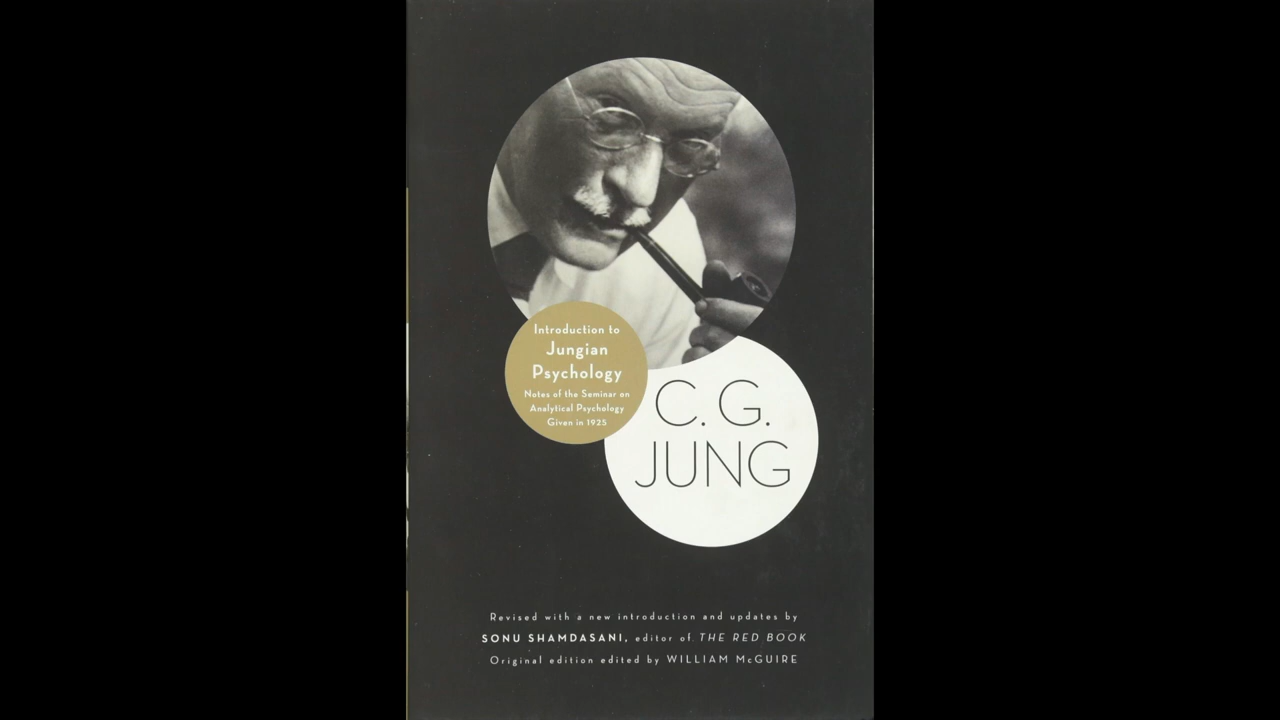 Introduction to
Jungian
Psychology
Notes of the Seminar on
Analytical Psychology
Given in 1925
C. G.
JUNG
Revised with a new introduction and updates by
SONU SHAMDASANI, editor of THE RED BOOK
Original edition edited by WILLIAM McGUIRE